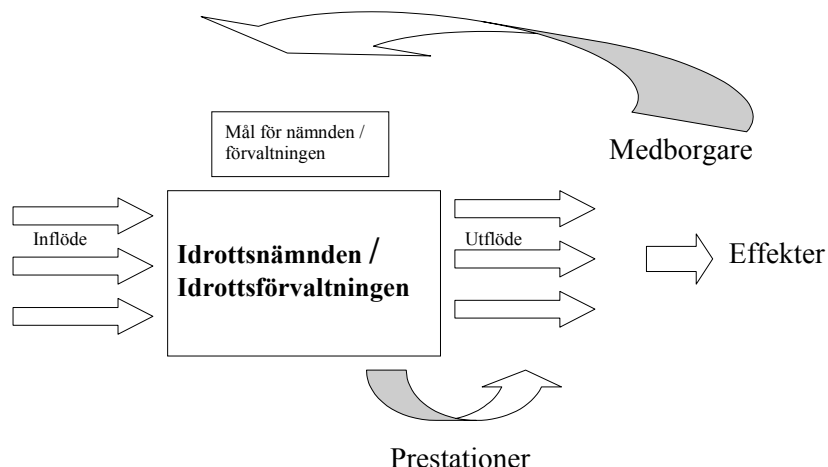 Mål för nämnden /
förvaltningen
Medborgare
Inflöde
Idrottsnämnden /
Idrottsförvaltningen
Utflöde
Effekter
Prestationer